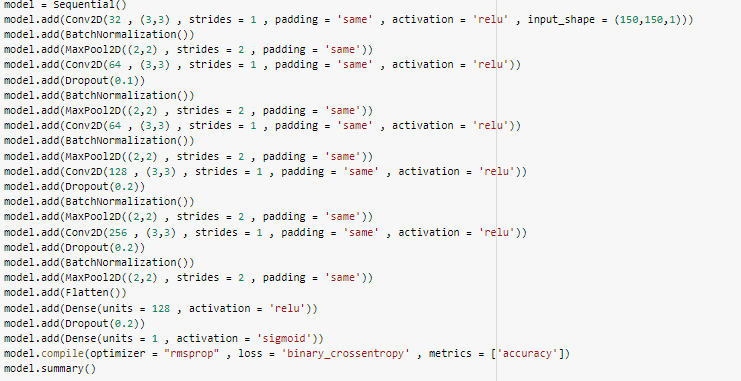 model = Sequential()
model.add(Conv2D(32 , (3,3) , strides = 1 , padding = 'same' , activation = 'relu' , input_shape = (150,150,1)))
model.add(BatchNormalization())
model.add(MaxPool2D((2,2) , strides = 2 , padding = 'same'))
model.add(Conv2D(64 , (3,3) , strides = 1 , padding = 'same' , activation = 'relu'))
model.add(Dropout(0.1))
model.add(BatchNormalization())
model.add(MaxPool2D((2,2) , strides = 2 , padding = 'same'))
model.add(Conv2D(64 , (3,3) , strides = 1 , padding = 'same' , activation = 'relu'))
model.add(BatchNormalization())
model.add(MaxPool2D((2,2) , strides = 2 , padding = 'same'))
model.add(Conv2D(128 , (3,3) , strides = 1 , padding = 'same' , activation = 'relu'))
model.add(Dropout(0.2))
model.add(BatchNormalization())
model.add(MaxPool2D((2,2) , strides = 2 , padding = 'same'))
model.add(Conv2D(256 , (3,3) , strides = 1 , padding = 'same' , activation = 'relu'))
model.add(Dropout(0.2))
model.add(BatchNormalization())
model.add(MaxPool2D((2,2) , strides = 2 , padding = 'same'))
model.add(Flatten())
model.add(Dense(units = 128 , activation = 'relu'))
model.add(Dropout(0.2))
model.add(Dense(units = 1 , activation = 'sigmoid'))
model.compile(optimizer = "rmsprop" , loss = 'binary_crossentropy' , metrics = ['accuracy'])
model.summary()